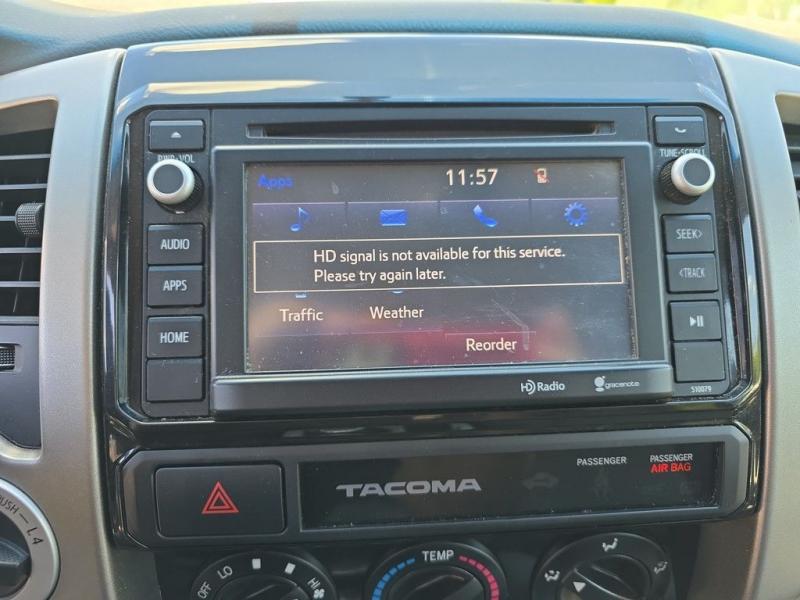 PWR•VOL
TUNE•SCROLL
Apps
11:57
AUDIO
SEEK>
HD signal is not available for this service.
Please try again later.
APPS
<TRACK
Traffic
Weather
HOME
Reorder
HD Radio
gracenote
510079
PASSENGER
PASSENGER
AIR BAG
TACOMA
PUSH
L
4
OFF
LO
HI
TEMP